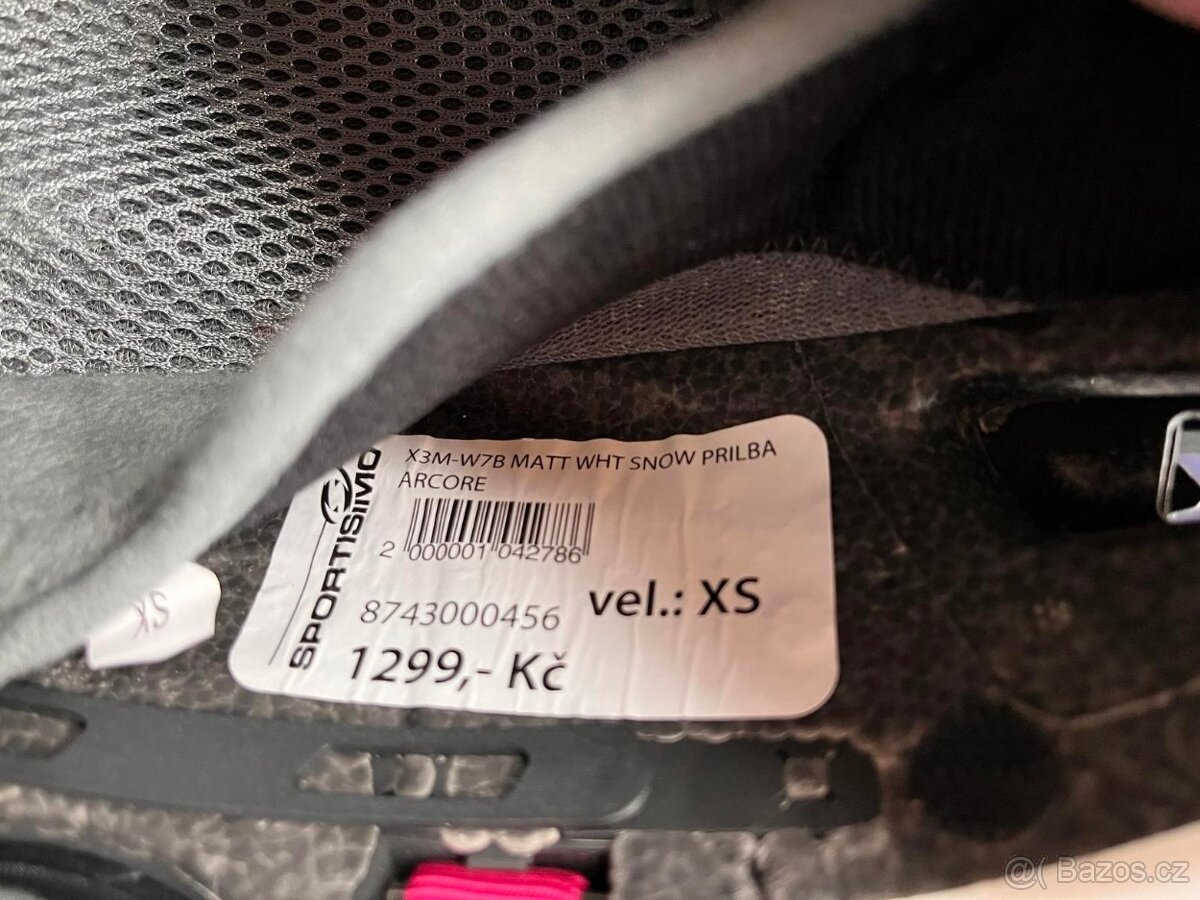 X3M-W7B MATT WHT SNOW PRILBA
ARCORE
SPORTISIMO
2 000001 042786
8743000456
vel.: XS
1299,- Kč
SK
@( Bazos.cz